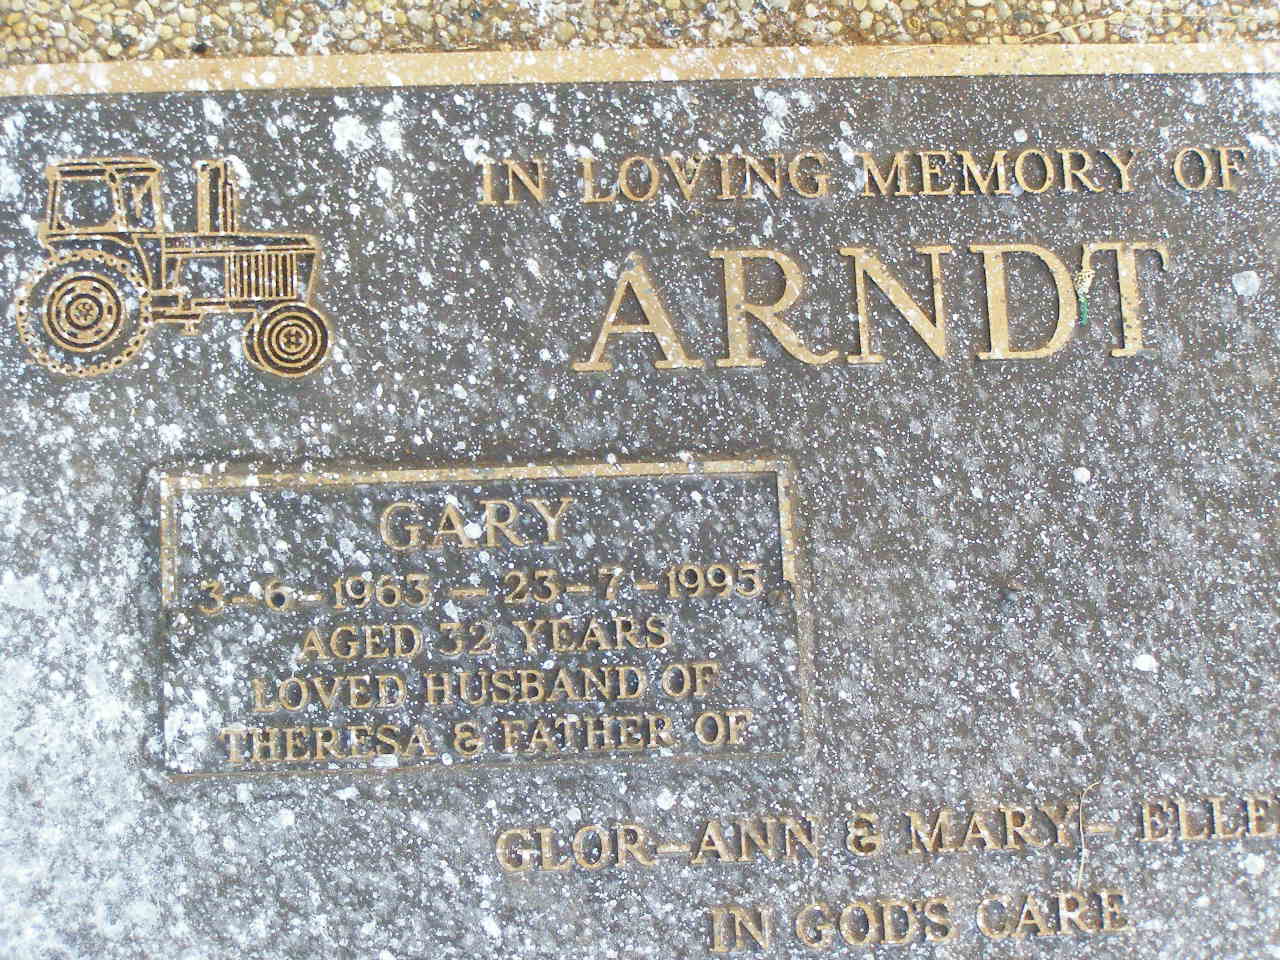 IN LOVING MEMORY OF
ARNDT
GARY
3-6-1963 — 23-7-1995
AGED 32 YEARS
LOVED HUSBAND OF
THERESA & FATHER OF
GLOR-ANN & MARY-ELLE
IN GOD'S CARE